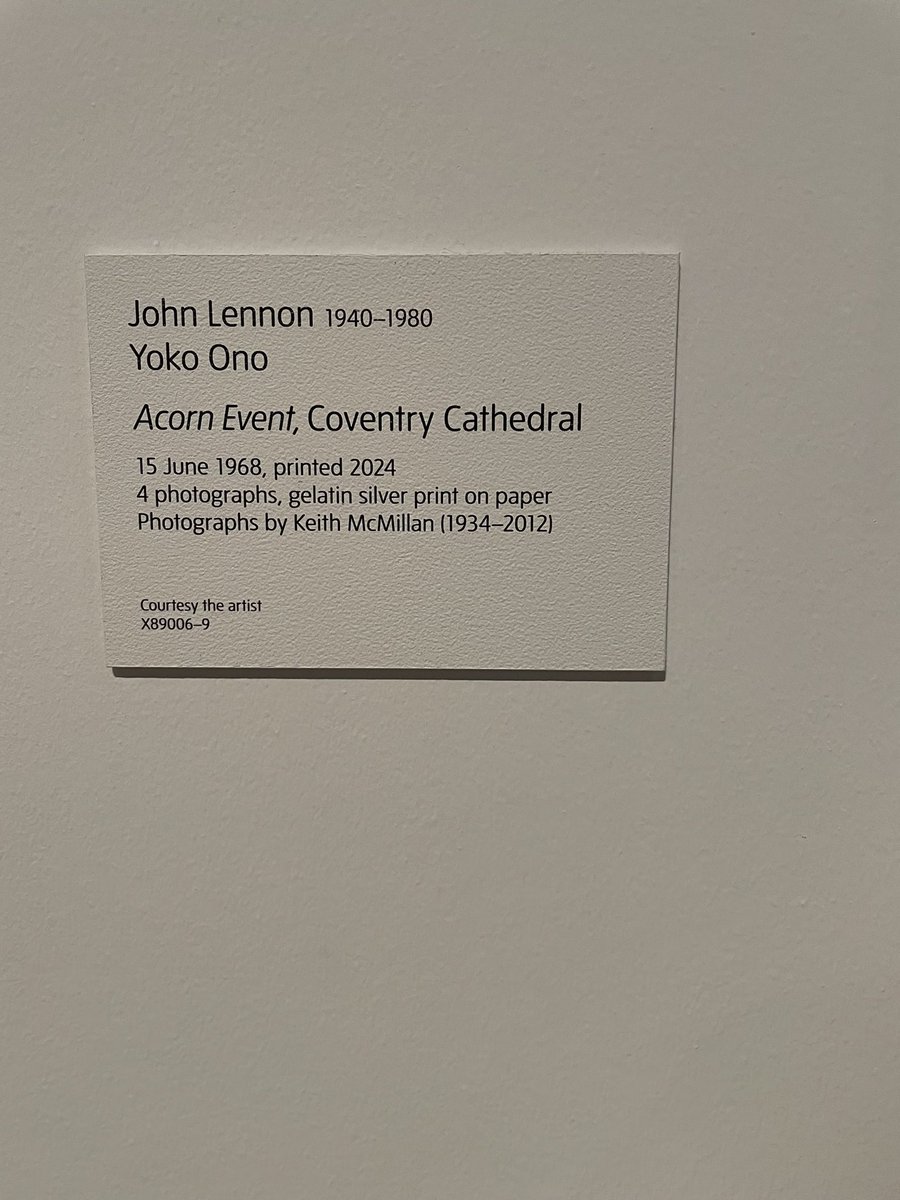 John Lennon 1940–1980
Yoko Ono
Acorn Event, Coventry Cathedral
15 June 1968, printed 2024
4 photographs, gelatin silver print on paper
Photographs by Keith McMillan (1934–2012)
Courtesy the artist
X89006–9